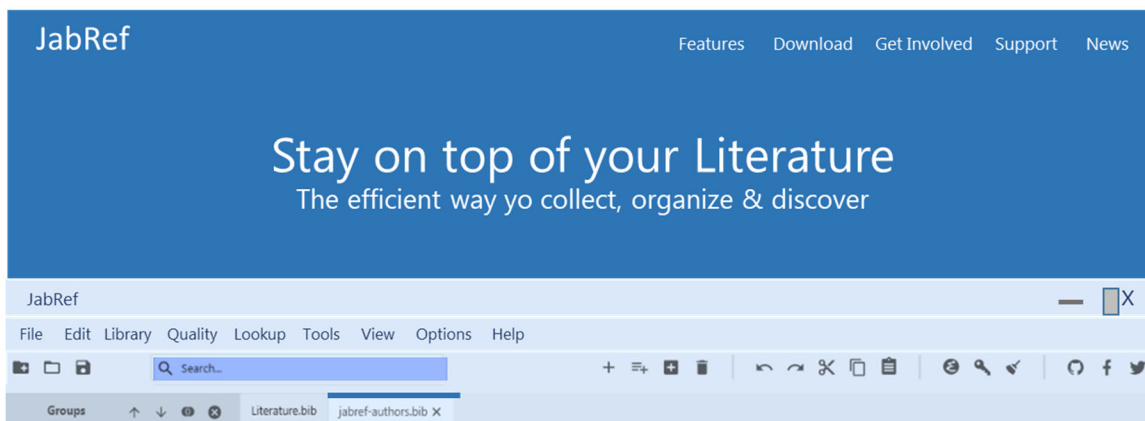 JabRef
Features Download Get Involved Support News
Stay on top of your Literature
The efficient way yo collect, organize & discover
JabRef X
File Edit Library Quality Lookup Tools View Options Help
Search...
Groups Literature.bib jabref-authors.bib